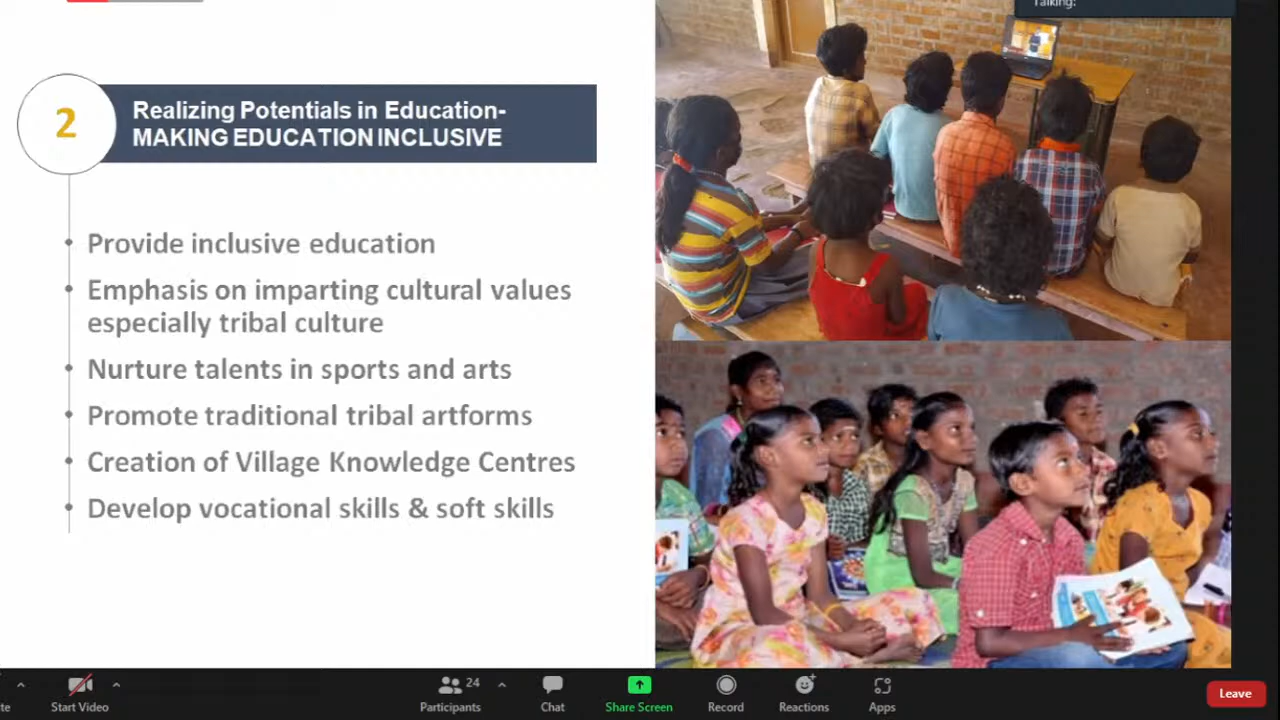 Talking:
2
Realizing Potentials in Education-
MAKING EDUCATION INCLUSIVE
• Provide inclusive education
• Emphasis on imparting cultural values
especially tribal culture
• Nurture talents in sports and arts
• Promote traditional tribal artforms
• Creation of Village Knowledge Centres
• Develop vocational skills & soft skills
te
Start Video
24
Participants
Chat
Share Screen
Record
Reactions
Apps
Leave